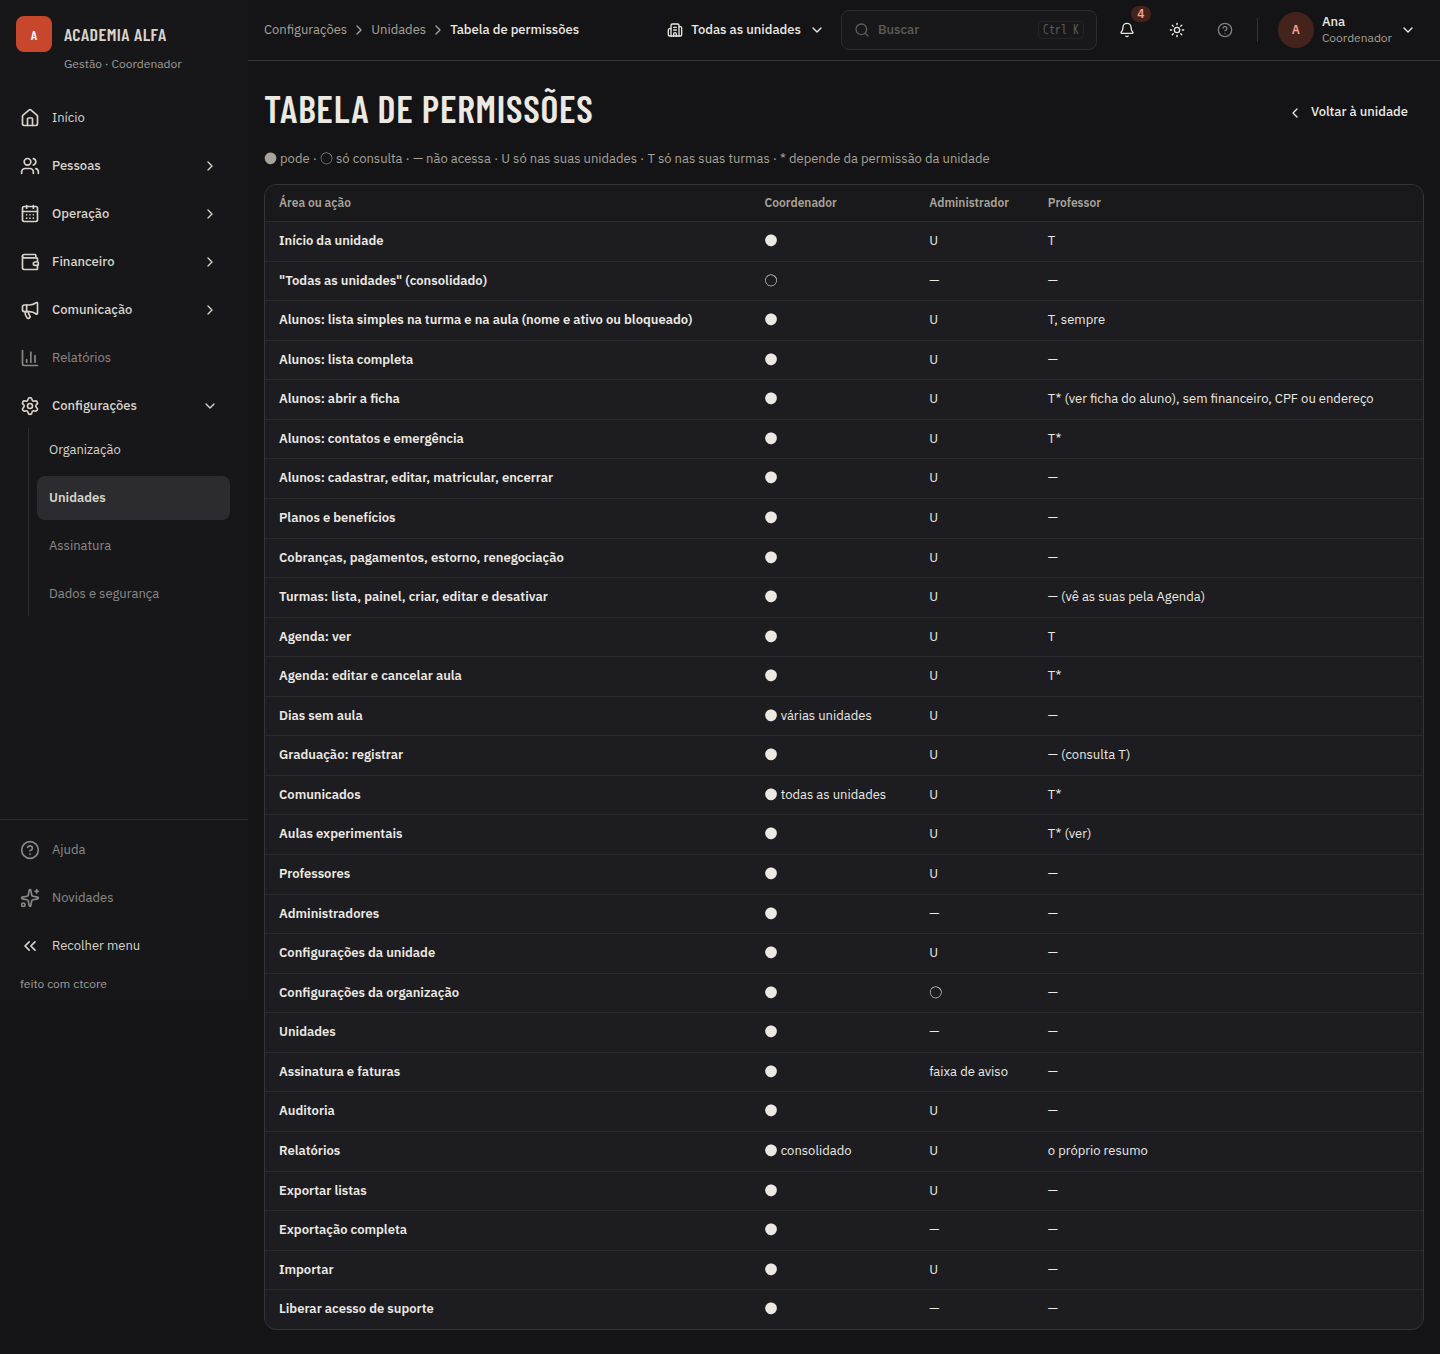 A ACADEMIA ALFA
Gestão · Coordenador
Início
Pessoas
Operação
Financeiro
Comunicação
Relatórios
Configurações
Organização
Unidades
Assinatura
Dados e segurança
Ajuda
Novidades
Recolher menu
feito com ctcore
Configurações > Unidades > Tabela de permissões
Todas as unidades
Buscar Ctrl K
4
A
Ana
Coordenador
TABELA DE PERMISSÕES
Voltar à unidade
● pode · ○ só consulta · — não acessa · U só nas suas unidades · T só nas suas turmas · * depende da permissão da unidade
Área ou ação Coordenador Administrador Professor
Início da unidade ● U T
"Todas as unidades" (consolidado) ○ — —
Alunos: lista simples na turma e na aula (nome e ativo ou bloqueado) ● U T, sempre
Alunos: lista completa ● U —
Alunos: abrir a ficha ● U T* (ver ficha do aluno), sem financeiro, CPF ou endereço
Alunos: contatos e emergência ● U T*
Alunos: cadastrar, editar, matricular, encerrar ● U —
Planos e benefícios ● U —
Cobranças, pagamentos, estorno, renegociação ● U —
Turmas: lista, painel, criar, editar e desativar ● U — (vê as suas pela Agenda)
Agenda: ver ● U T
Agenda: editar e cancelar aula ● U T*
Dias sem aula ● várias unidades U —
Graduação: registrar ● U — (consulta T)
Comunicados ● todas as unidades U T*
Aulas experimentais ● U T* (ver)
Professores ● U —
Administradores ● — —
Configurações da unidade ● U —
Configurações da organização ● ○ —
Unidades ● — —
Assinatura e faturas ● faixa de aviso —
Auditoria ● U —
Relatórios ● consolidado U o próprio resumo
Exportar listas ● U —
Exportação completa ● — —
Importar ● U —
Liberar acesso de suporte ● — —